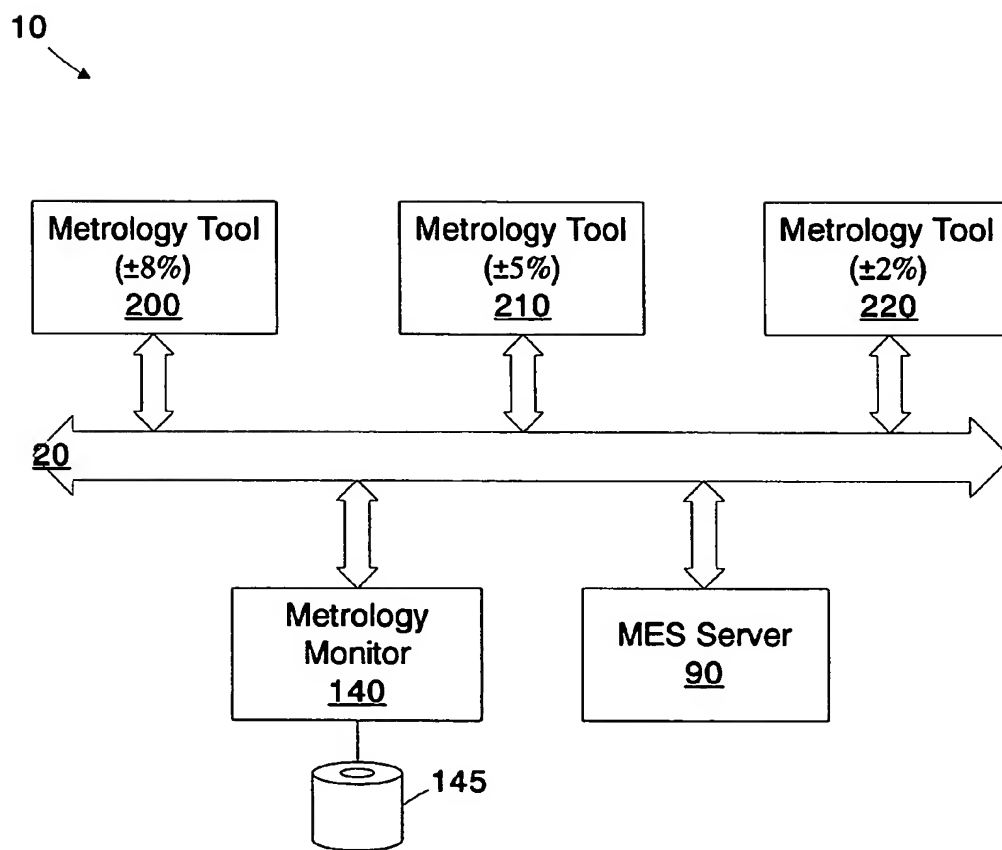 10
Metrology Tool
(±8%)
200
Metrology Tool
(±5%)
210
Metrology Tool
(±2%)
220
20
Metrology
Monitor
140
MES Server
90
145